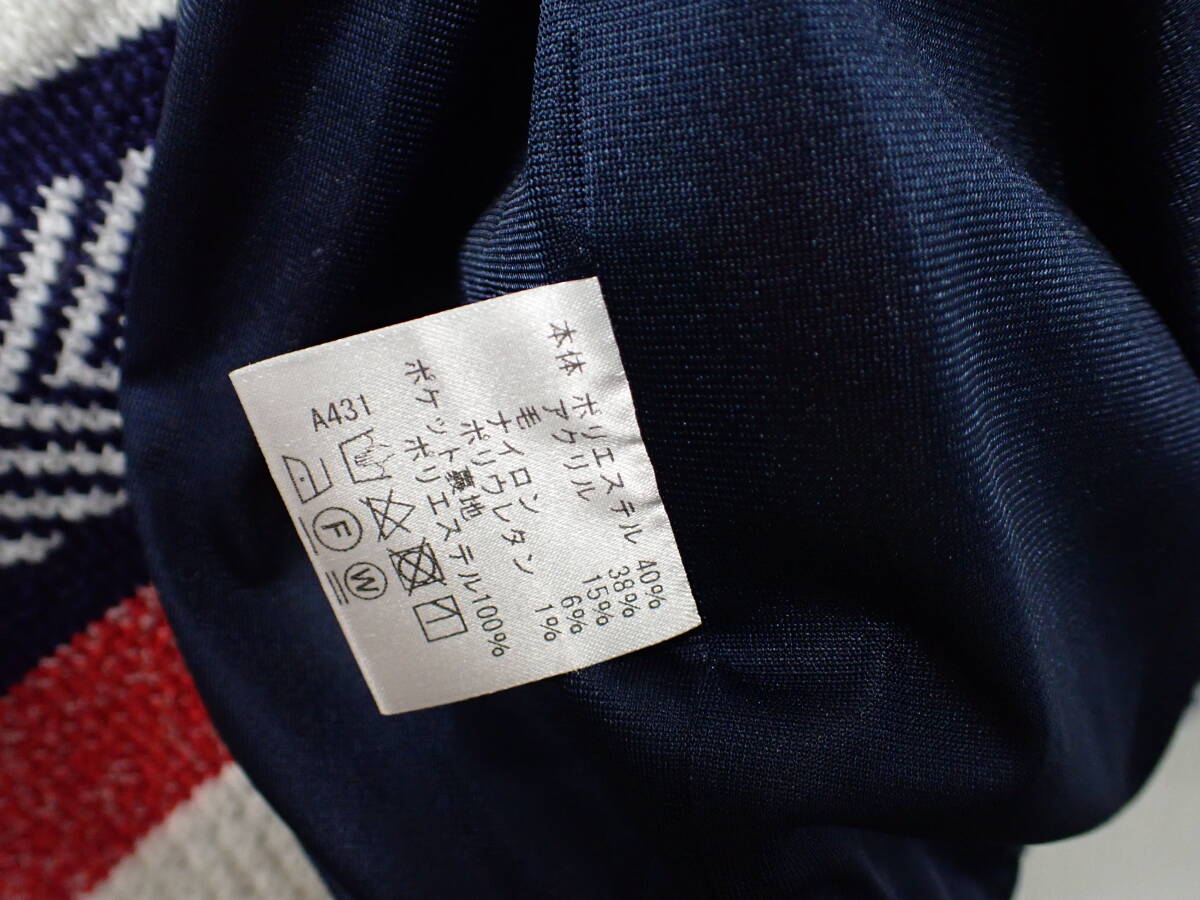 本体 ポリエステル 40%
アクリル 38%
毛 15%
ナイロン 6%
ポリウレタン 1%
ポケット裏地
ポリエステル100%
A431
F
W